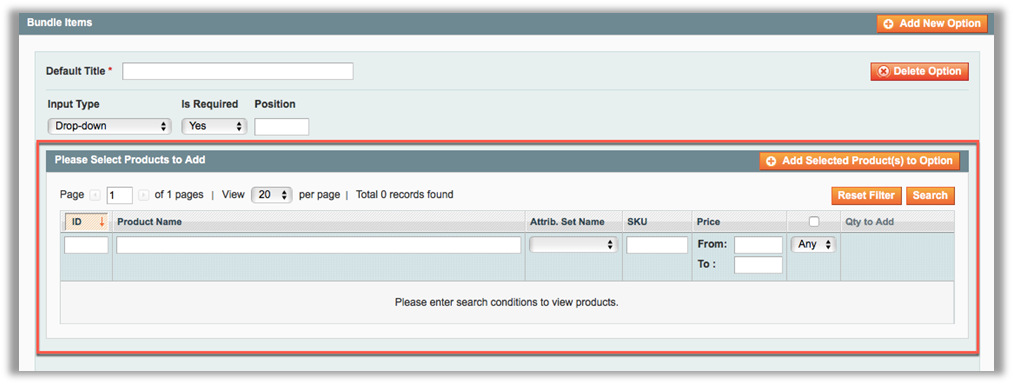 Bundle Items Add New Option
Default Title * Delete Option
Input Type Is Required Position
Drop-down Yes
Please Select Products to Add Add Selected Product(s) to Option
Page 1 of 1 pages | View 20 per page | Total 0 records found Reset Filter Search
ID Product Name Attrib. Set Name SKU Price Qty to Add
From: Any
To :
Please enter search conditions to view products.